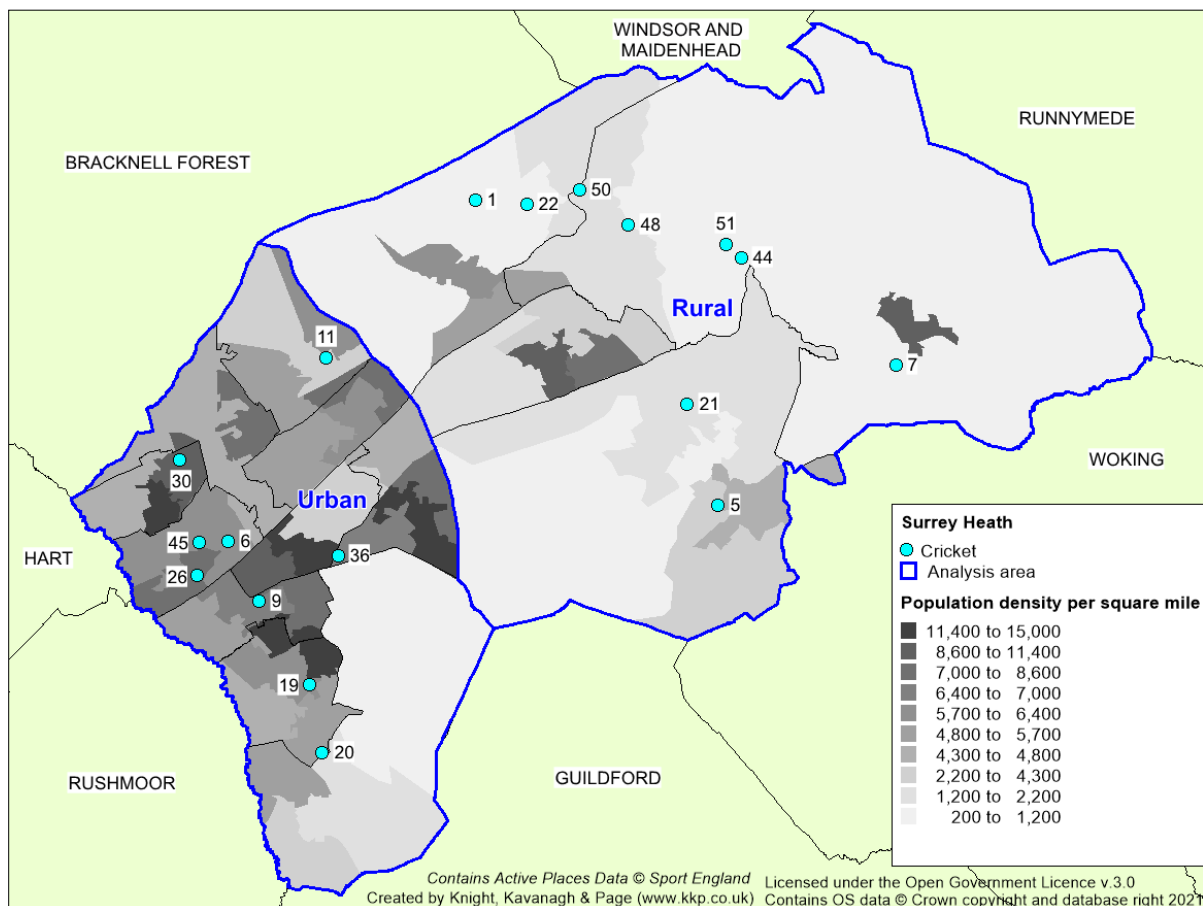 WINDSOR AND
MAIDENHEAD
RUNNYMEDE
BRACKNELL FOREST
1
22
50
48
51
44
Rural
11
7
21
WOKING
30
Urban
5
45
6
36
HART
26
9
19
20
RUSHMOOR
GUILDFORD
Surrey Heath
Cricket
Analysis area
Population density per square mile
11,400 to 15,000
8,600 to 11,400
7,000 to 8,600
6,400 to 7,000
5,700 to 6,400
4,800 to 5,700
4,300 to 4,800
2,200 to 4,300
1,200 to 2,200
200 to 1,200
Contains Active Places Data © Sport England
Created by Knight, Kavanagh & Page (www.kkp.co.uk)
Licensed under the Open Government Licence v.3.0
Contains OS data © Crown copyright and database right 202